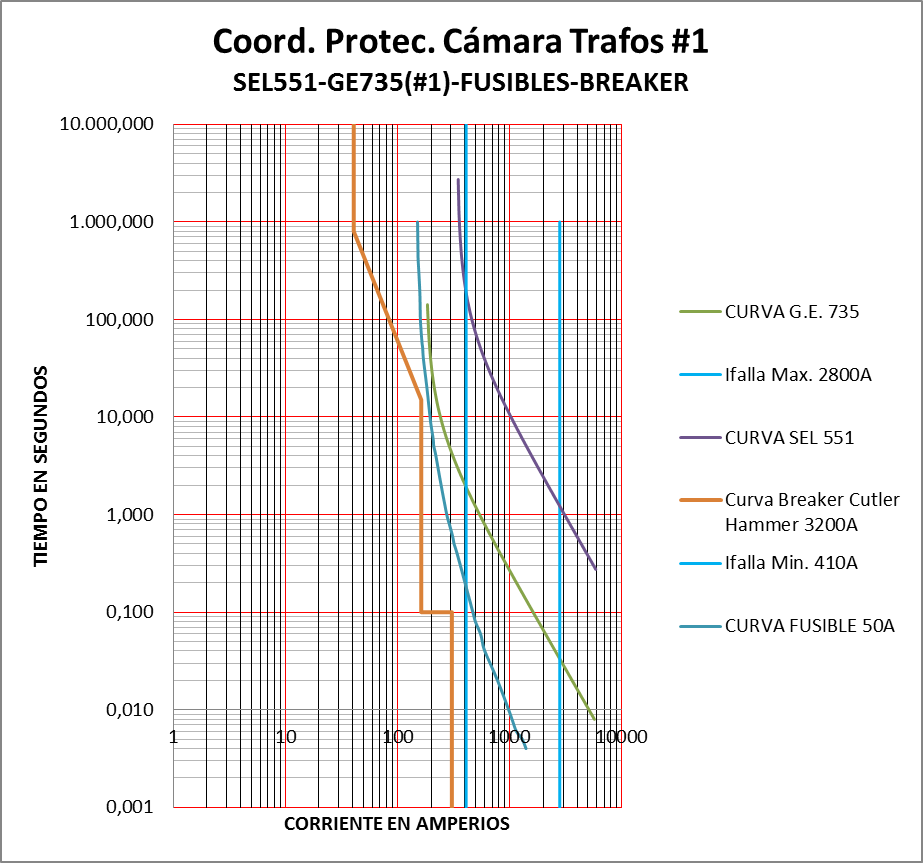 Coord. Protec. Cámara Trafos #1
SEL551-GE735(#1)-FUSIBLES-BREAKER
TIEMPO EN SEGUNDOS
10.000,000
1.000,000
100,000
10,000
1,000
0,100
0,010
0,001
1
10
100
1000
10000
CORRIENTE EN AMPERIOS
CURVA G.E. 735
Ifalla Max. 2800A
CURVA SEL 551
Curva Breaker Cutler
Hammer 3200A
Ifalla Min. 410A
CURVA FUSIBLE 50A